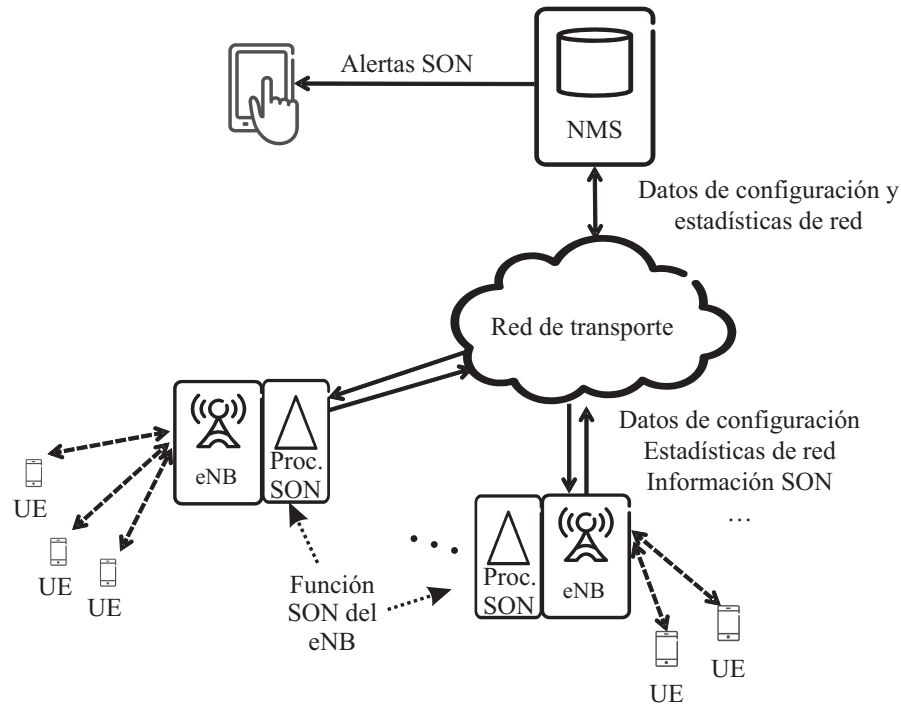 Alertas SON
NMS
Datos de configuración y
estadísticas de red
Red de transporte
eNB
Proc.
SON
UE
UE
UE
Función
SON del
eNB
Datos de configuración
Estadísticas de red
Información SON
...
Proc.
SON
eNB
UE
UE